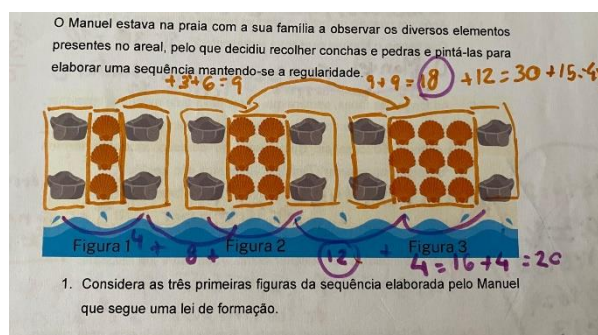 O Manuel estava na praia com a sua família a observar os diversos elementos
presentes no areal, pelo que decidiu recolher conchas e pedras e pintá-las para
elaborar uma sequência mantendo-se a regularidade.
+3+6=9 9+9=18 +12=30+15=4
Figura 1 Figura 2 Figura 3
4+ 8+ 12 + 4=16+4=20
1. Considera as três primeiras figuras da sequência elaborada pelo Manuel
que segue uma lei de formação.